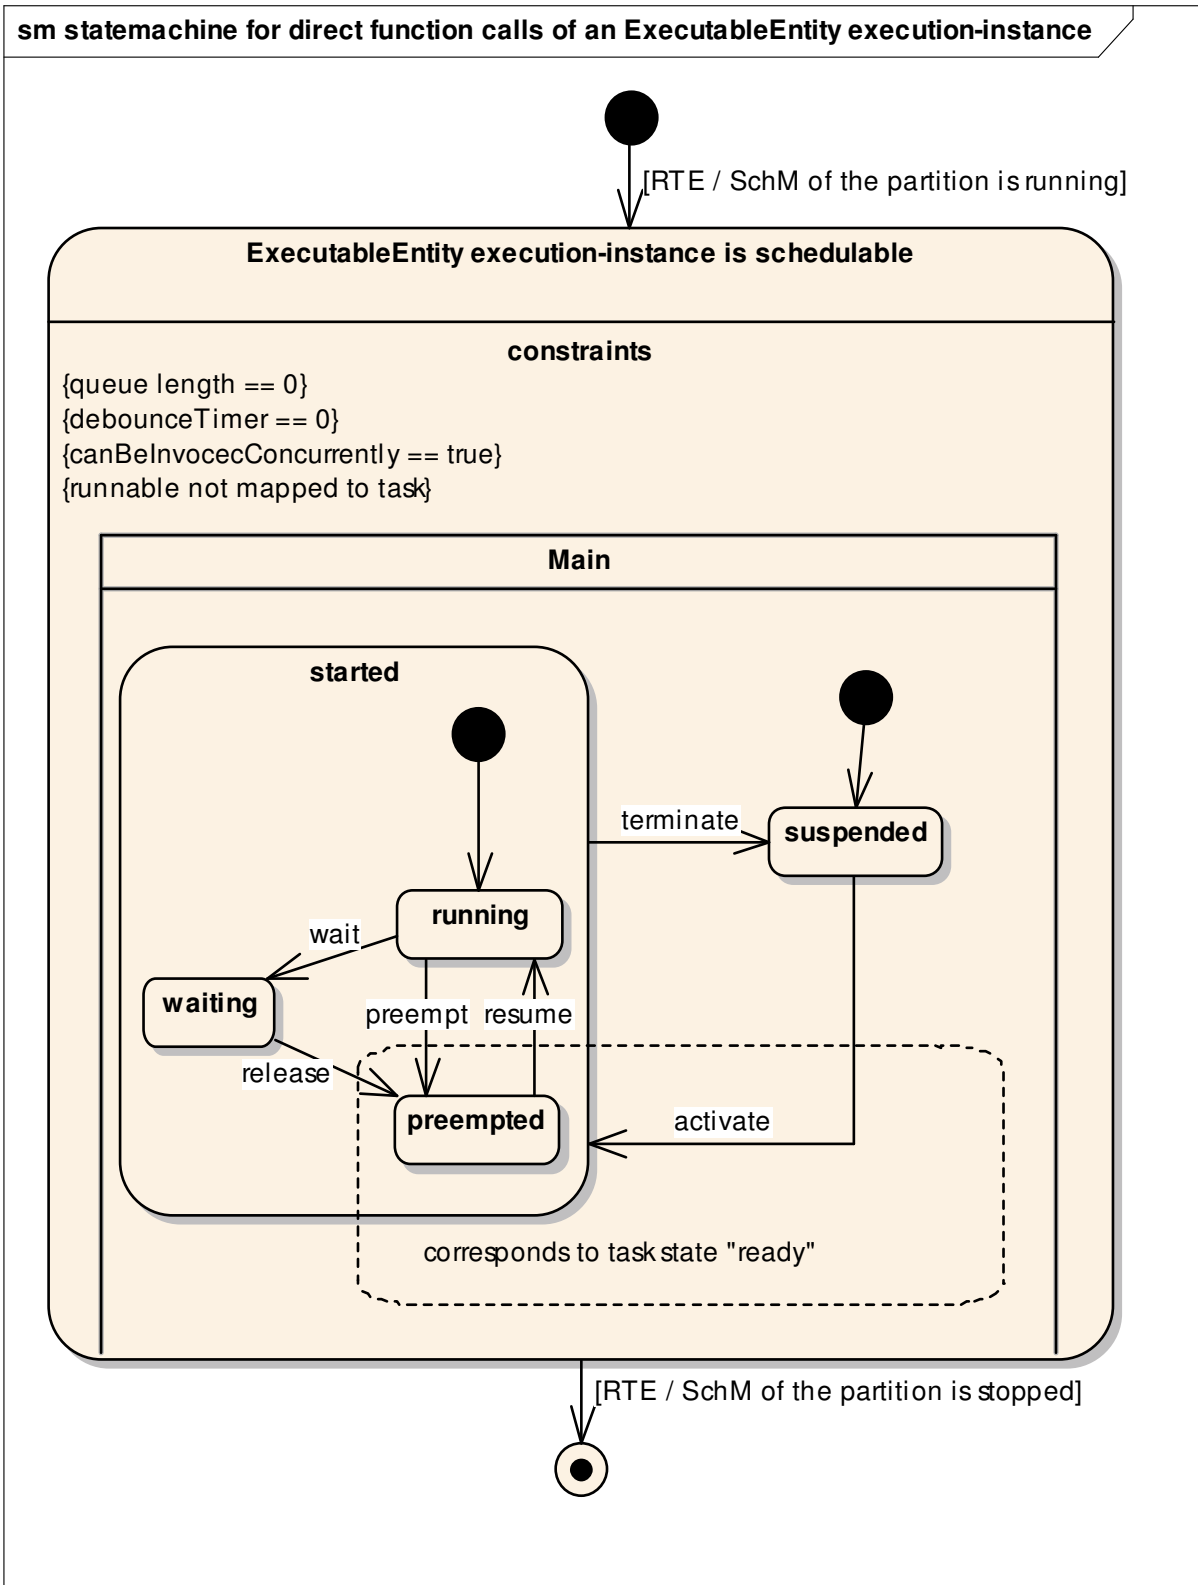 sm statemachine for direct function calls of an ExecutableEntity execution-instance
[RTE / SchM of the partition is running]
ExecutableEntity execution-instance is schedulable
constraints
{queue length == 0}
{debounceTimer == 0}
{canBeInvocecConcurrently == true}
{runnable not mapped to task}
Main
started
terminate
suspended
running
wait
waiting
preempt
resume
release
preempted
activate
corresponds to task state "ready"
[RTE / SchM of the partition is stopped]